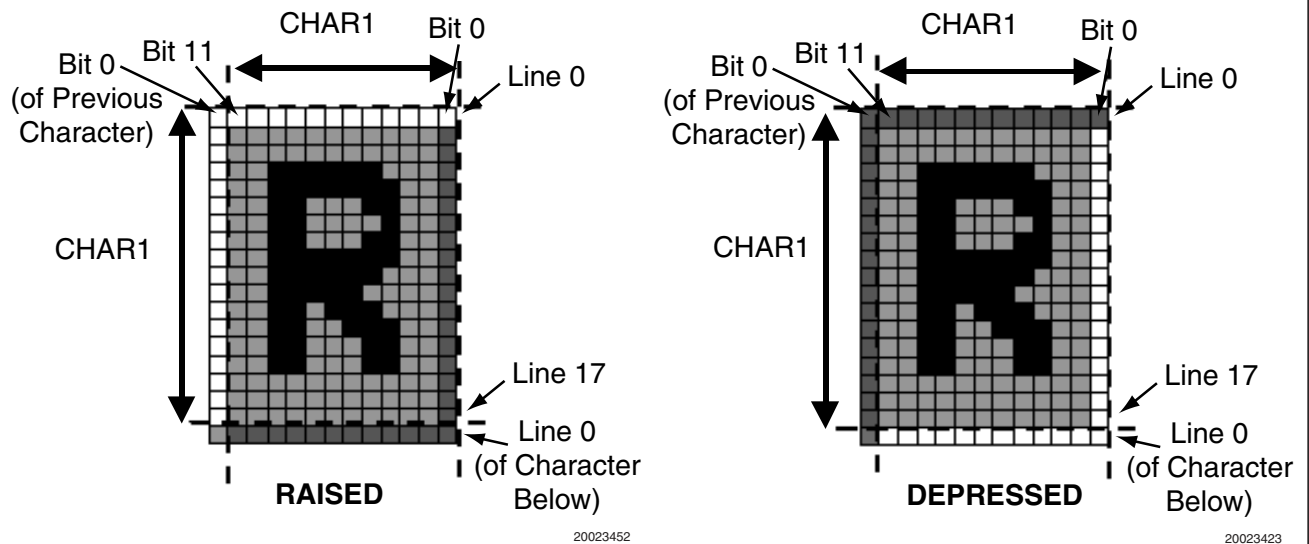 CHAR1
Bit 0
Bit 11
Bit 0
(of Previous
Character)
Line 0
CHAR1
R
Line 17
Line 0
(of Character
Below)
RAISED
20023452
CHAR1
Bit 0
Bit 11
Bit 0
(of Previous
Character)
Line 0
CHAR1
R
Line 17
Line 0
(of Character
Below)
DEPRESSED
20023423